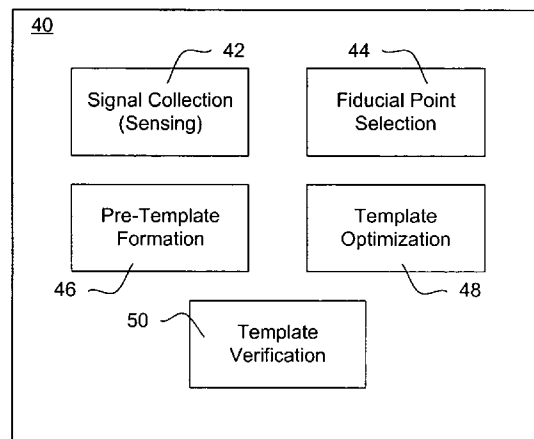 40
42
44
Signal Collection
(Sensing)
Fiducial Point
Selection
Pre-Template
Formation
Template
Optimization
46
48
50
Template
Verification